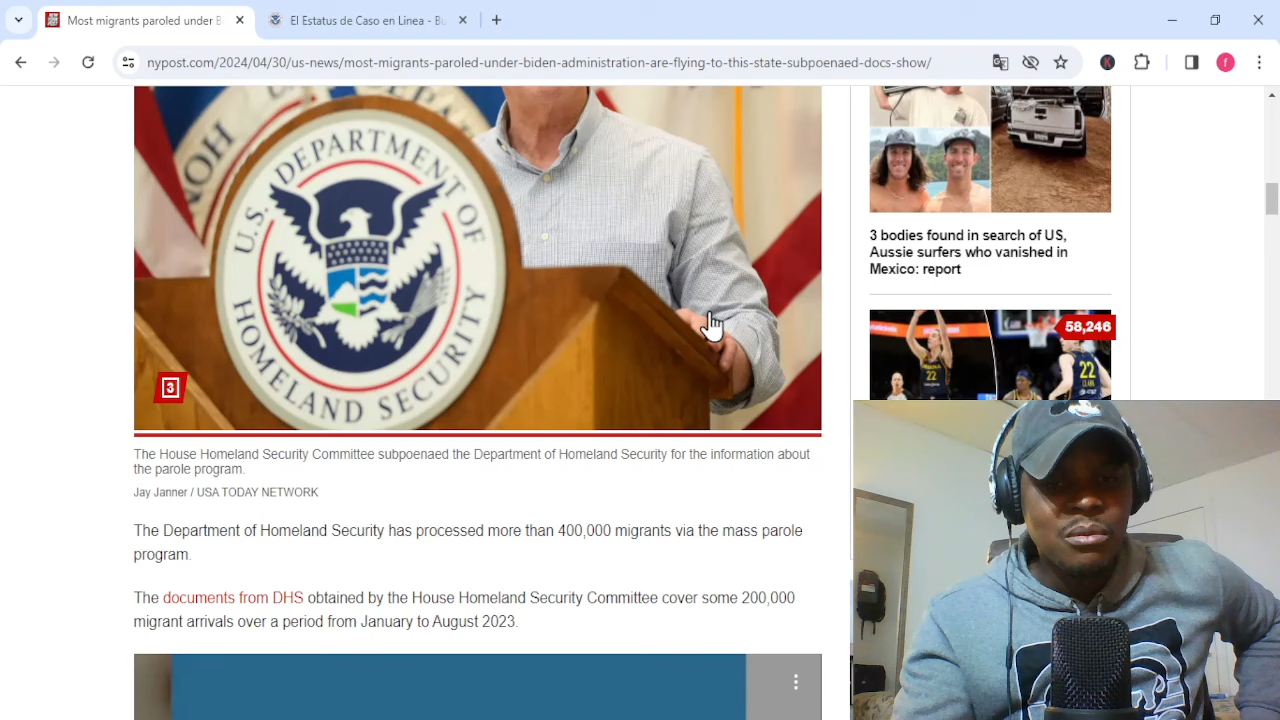 Most migrants paroled under B
El Estatus de Caso en Línea - Bu
nypost.com/2024/04/30/us-news/most-migrants-paroled-under-biden-administration-are-flying-to-this-state-subpoenaed-docs-show/
K
f
U.S. DEPARTMENT OF
HOMELAND SECURITY
3
The House Homeland Security Committee subpoenaed the Department of Homeland Security for the information about
the parole program.
Jay Janner / USA TODAY NETWORK
The Department of Homeland Security has processed more than 400,000 migrants via the mass parole
program.
The documents from DHS obtained by the House Homeland Security Committee cover some 200,000
migrant arrivals over a period from January to August 2023.
3 bodies found in search of US,
Aussie surfers who vanished in
Mexico: report
58,246
22
22